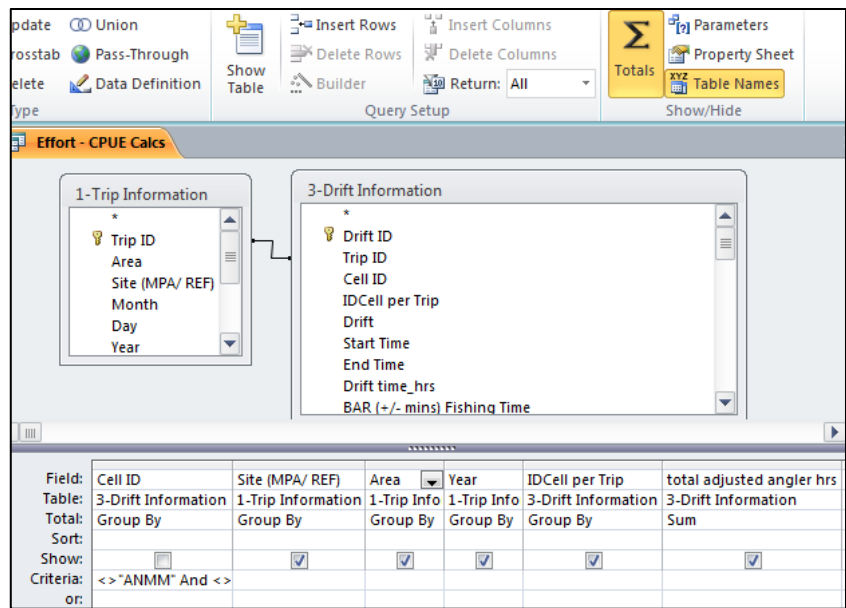 pdate Union Insert Rows Insert Columns Parameters
rosstab Pass-Through Delete Rows Delete Columns Property Sheet
elete Data Definition Show Table Builder Return: All Totals Table Names
Type Query Setup Show/Hide
Effort - CPUE Calcs
1-Trip Information
*
Trip ID
Area
Site (MPA/ REF)
Month
Day
Year
3-Drift Information
*
Drift ID
Trip ID
Cell ID
IDCell per Trip
Drift
Start Time
End Time
Drift time_hrs
BAR (+/- mins) Fishing Time
Field: Cell ID Site (MPA/ REF) Area Year IDCell per Trip total adjusted angler hrs
Table: 3-Drift Information 1-Trip Information 1-Trip Info 1-Trip Info 3-Drift Information 3-Drift Information
Total: Group By Group By Group By Group By Group By Sum
Sort:
Show:
Criteria: <>"ANMM" And <>
or: